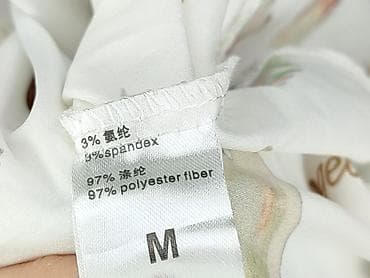 3% 氨纶
3%spandex
97% 涤纶
97% polyester fiber
M